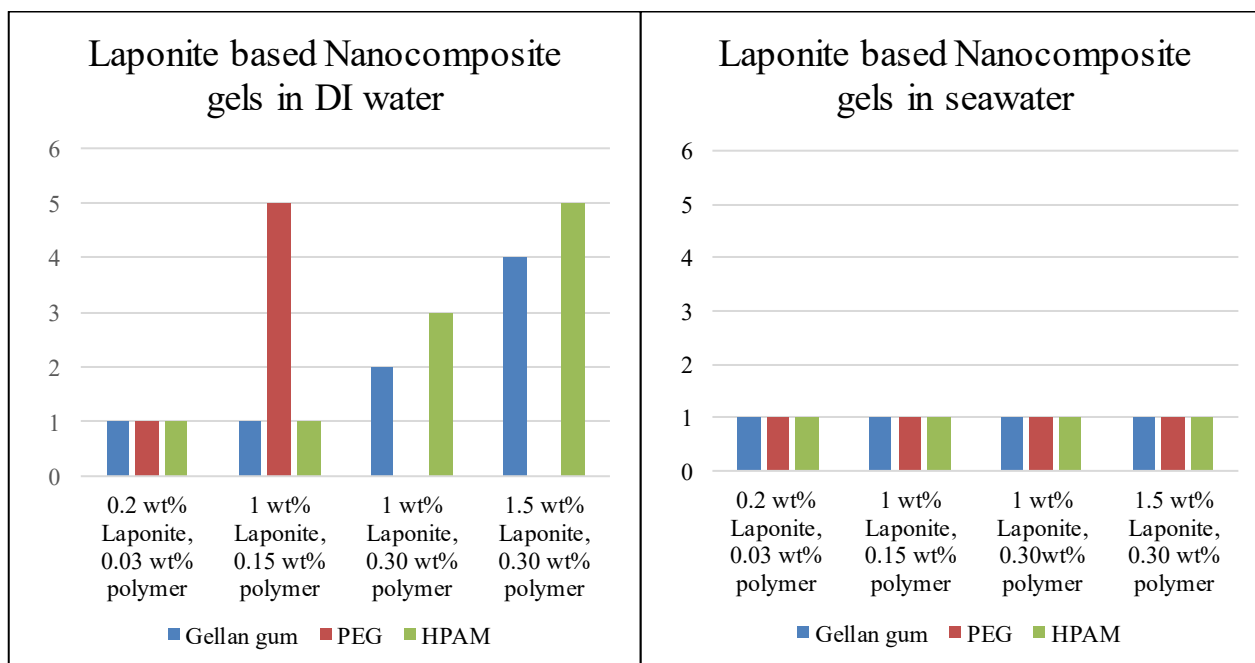 Laponite based Nanocomposite
gels in DI water
6
5
4
3
2
1
0
0.2 wt%
Laponite,
0.03 wt%
polymer
1 wt%
Laponite,
0.15 wt%
polymer
1 wt%
Laponite,
0.30 wt%
polymer
1.5 wt%
Laponite,
0.30 wt%
polymer
Gellan gum PEG HPAM
Laponite based Nanocomposite
gels in seawater
6
5
4
3
2
1
0
0.2 wt%
Laponite,
0.03 wt%
polymer
1 wt%
Laponite,
0.15 wt%
polymer
1 wt%
Laponite,
0.30wt%
polymer
1.5 wt%
Laponite,
0.30 wt%
polymer
Gellan gum PEG HPAM